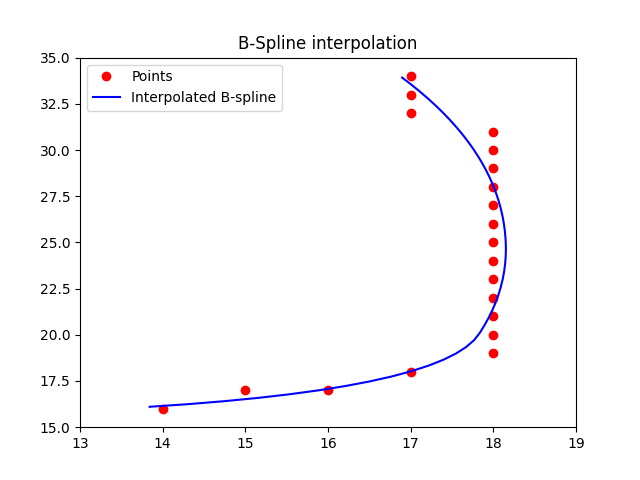 B-Spline interpolation
Points
Interpolated B-spline
35.0
32.5
30.0
27.5
25.0
22.5
20.0
17.5
15.0
13 14 15 16 17 18 19